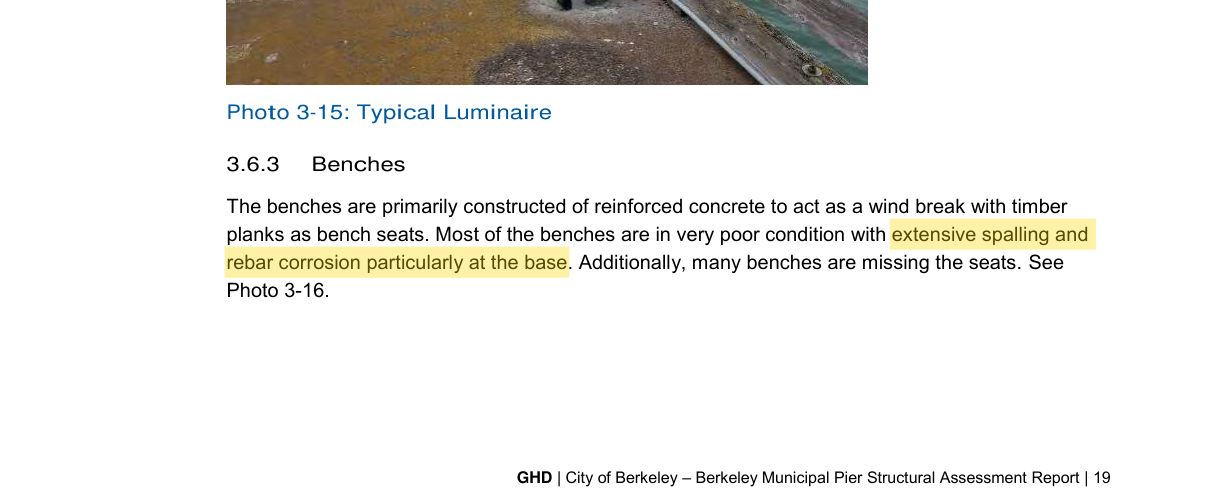 Photo 3-15: Typical Luminaire
3.6.3 Benches
The benches are primarily constructed of reinforced concrete to act as a wind break with timber
planks as bench seats. Most of the benches are in very poor condition with extensive spalling and
rebar corrosion particularly at the base. Additionally, many benches are missing the seats. See
Photo 3-16.
GHD | City of Berkeley – Berkeley Municipal Pier Structural Assessment Report | 19